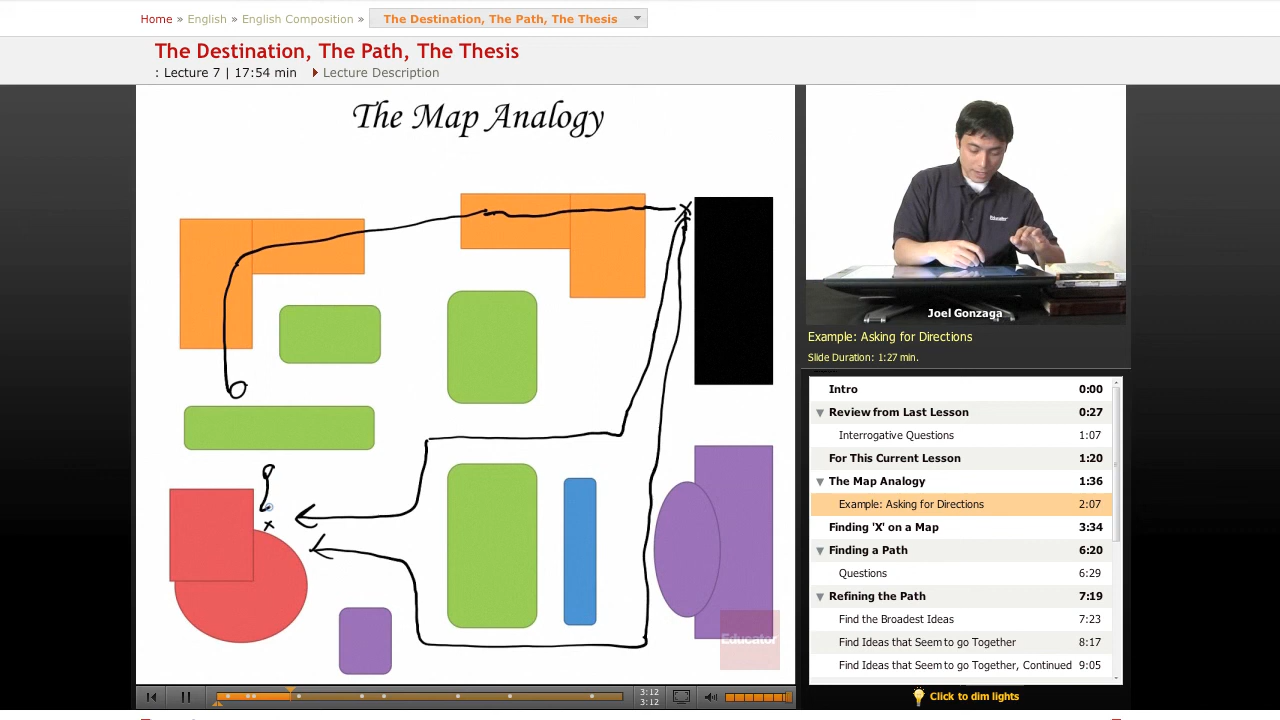 Home » English » English Composition » The Destination, The Path, The Thesis
The Destination, The Path, The Thesis
: Lecture 7 | 17:54 min Lecture Description
The Map Analogy
x
x
Educator
Educator
Joel Gonzaga
Example: Asking for Directions
Slide Duration: 1:27 min.
Intro 0:00
Review from Last Lesson 0:27
Interrogative Questions 1:07
For This Current Lesson 1:20
The Map Analogy 1:36
Example: Asking for Directions 2:07
Finding 'X' on a Map 3:34
Finding a Path 6:20
Questions 6:29
Refining the Path 7:19
Find the Broadest Ideas 7:23
Find Ideas that Seem to go Together 8:17
Find Ideas that Seem to go Together, Continued 9:05
3:12
3:12
Click to dim lights